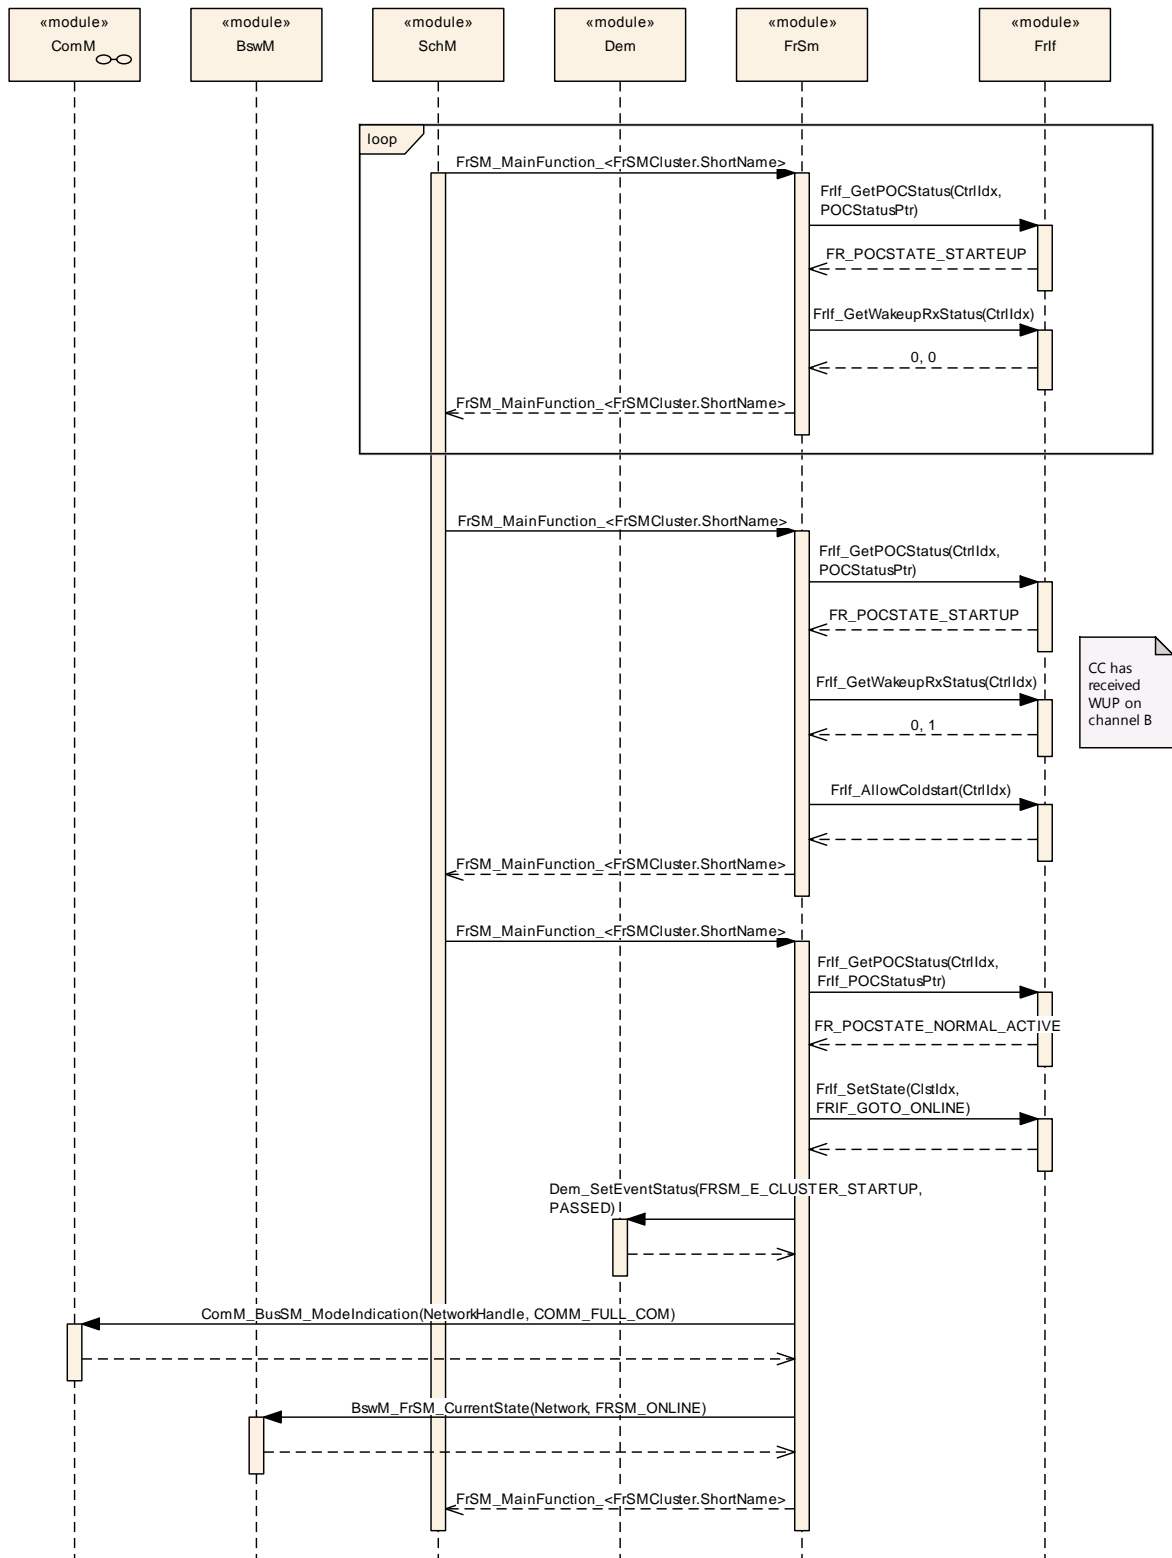 «module»
ComM
«module»
BswM
«module»
SchM
«module»
Dem
«module»
FrSm
«module»
FrIf
loop
FrSM_MainFunction_<FrSMCluster.ShortName>
FrIf_GetPOCStatus(CtrlIdx,
POCStatusPtr)
FR_POCSTATE_STARTEUP
FrIf_GetWakeupRxStatus(CtrlIdx)
0, 0
FrSM_MainFunction_<FrSMCluster.ShortName>
FrSM_MainFunction_<FrSMCluster.ShortName>
FrIf_GetPOCStatus(CtrlIdx,
POCStatusPtr)
FR_POCSTATE_STARTUP
CC has
received
WUP on
channel B
FrIf_GetWakeupRxStatus(CtrlIdx)
0, 1
FrIf_AllowColdstart(CtrlIdx)
FrSM_MainFunction_<FrSMCluster.ShortName>
FrSM_MainFunction_<FrSMCluster.ShortName>
FrIf_GetPOCStatus(CtrlIdx,
FrIf_POCStatusPtr)
FR_POCSTATE_NORMAL_ACTIVE
FrIf_SetState(ClstIdx,
FRIF_GOTO_ONLINE)
Dem_SetEventStatus(FRSM_E_CLUSTER_STARTUP,
PASSED)
ComM_BusSM_ModeIndication(NetworkHandle, COMM_FULL_COM)
BswM_FrSM_CurrentState(Network, FRSM_ONLINE)
FrSM_MainFunction_<FrSMCluster.ShortName>